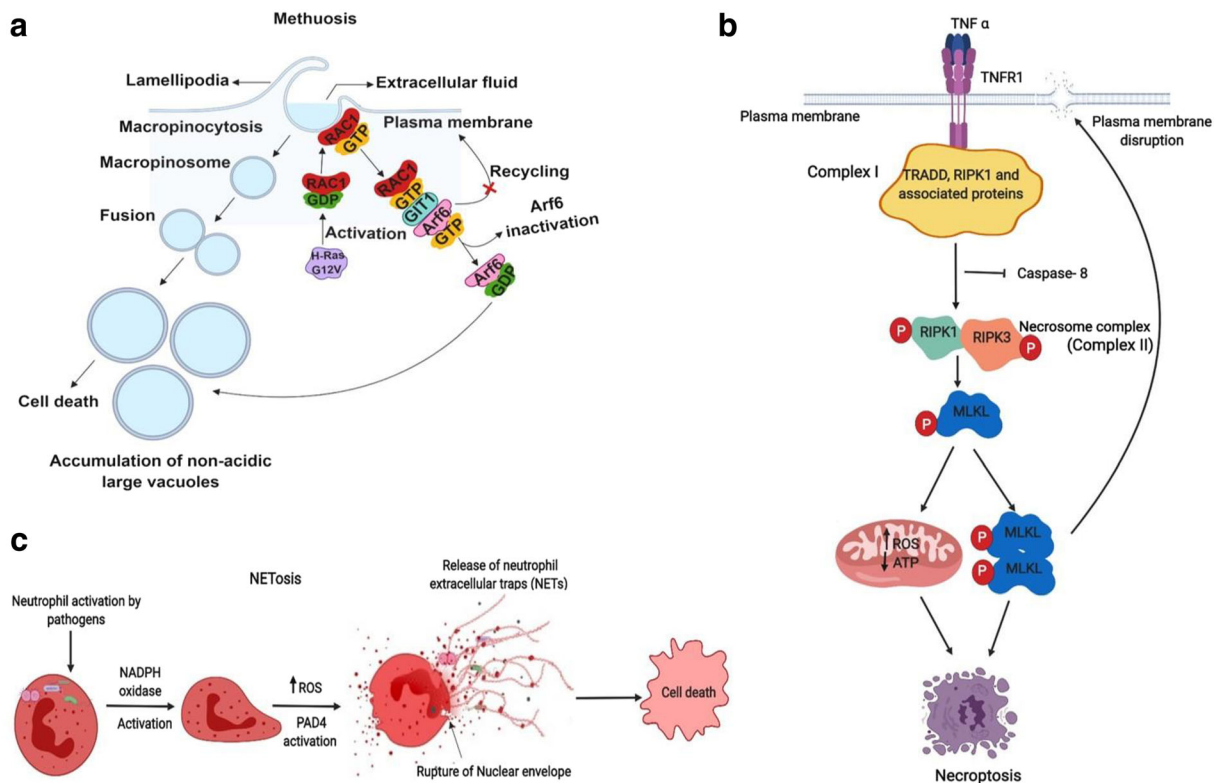 a
Methuosis
Lamellipodia
Extracellular fluid
Macropinocytosis
RAC1
GTP
Plasma membrane
Macropinosome
RAC1
GDP
RAC1
GTP
GIT1
Arf6
GTP
Recycling
Fusion
Activation
Arf6
inactivation
H-Ras
G12V
Arf6
GDP
Cell death
Accumulation of non-acidic
large vacuoles
b
TNF α
TNFR1
Plasma membrane
Plasma membrane
disruption
Complex I
TRADD, RIPK1 and
associated proteins
Caspase- 8
P
RIPK1
RIPK3
P
Necrosome complex
(Complex II)
P
MLKL
ROS
ATP
P
MLKL
P
MLKL
Necroptosis
c
NETosis
Neutrophil activation by
pathogens
NADPH
oxidase
Activation
ROS
PAD4
activation
Release of neutrophil
extracellular traps (NETs)
Rupture of Nuclear envelope
Cell death